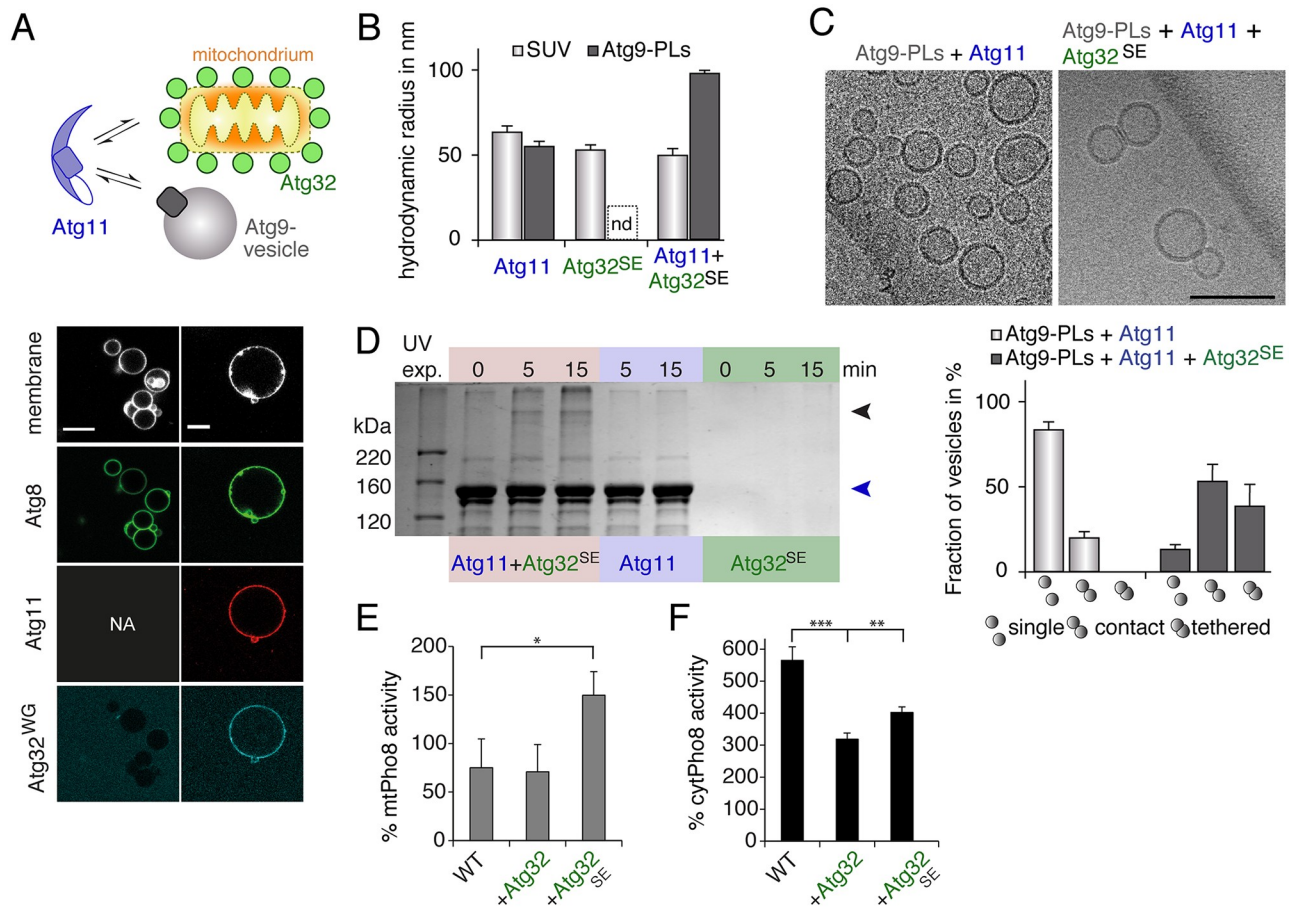 A
mitochondrium
Atg32
Atg11
Atg9-
vesicle
membrane
Atg8
Atg11
NA
Atg32WG
B
SUV Atg9-PLs
hydrodynamic radius in nm
100
50
0
nd
Atg11
Atg32SE
Atg11+
Atg32SE
C
Atg9-PLs + Atg11
Atg9-PLs + Atg11 +
Atg32SE
Atg9-PLs + Atg11
Atg9-PLs + Atg11 + Atg32SE
Fraction of vesicles in %
100
50
0
single contact tethered
D
UV
exp. 0 5 15 5 15 0 5 15 min
kDa
220
160
120
Atg11+Atg32SE Atg11 Atg32SE
E
% mtPho8 activity
200
150
100
50
0
*
WT
+Atg32
+Atg32
SE
F
% cytPho8 activity
600
500
400
300
200
100
0
*** **
WT
+Atg32
+Atg32
SE